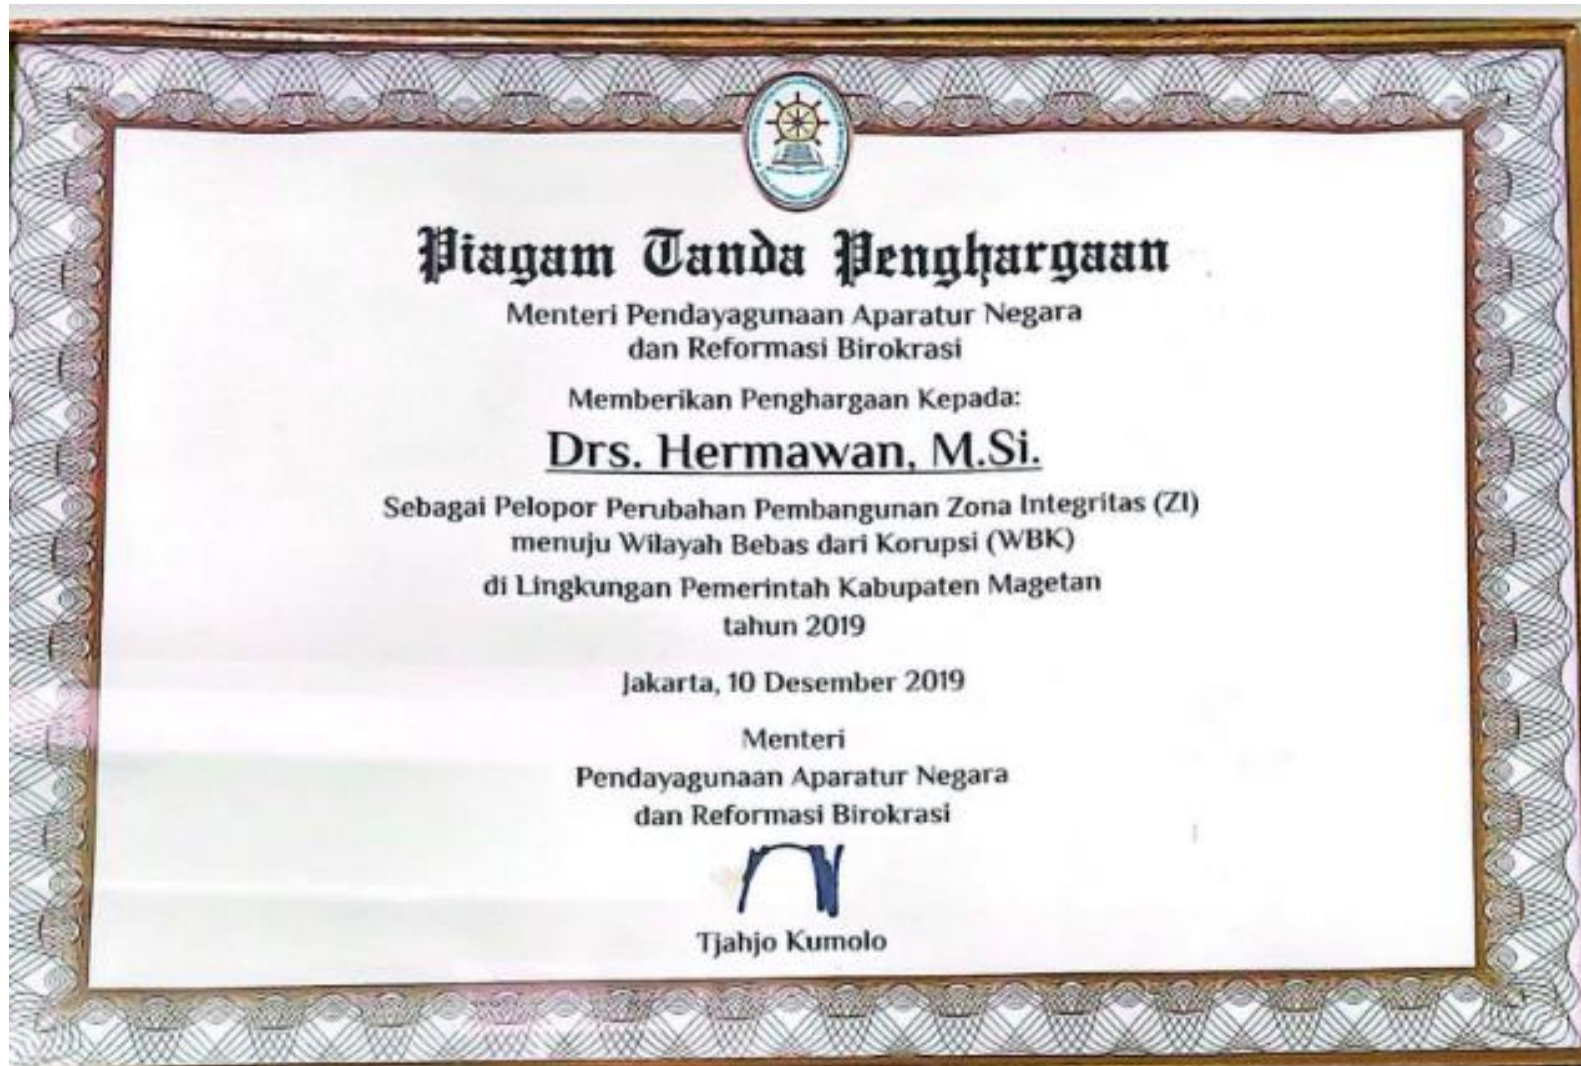 Piagam Tanda Penghargaan
Menteri Pendayagunaan Aparatur Negara
dan Reformasi Birokrasi
Memberikan Penghargaan Kepada:
Drs. Hermawan, M.Si.
Sebagai Pelopor Perubahan Pembangunan Zona Integritas (ZI)
menuju Wilayah Bebas dari Korupsi (WBK)
di Lingkungan Pemerintah Kabupaten Magetan
tahun 2019
Jakarta, 10 Desember 2019
Menteri
Pendayagunaan Aparatur Negara
dan Reformasi Birokrasi
Tjahjo Kumolo